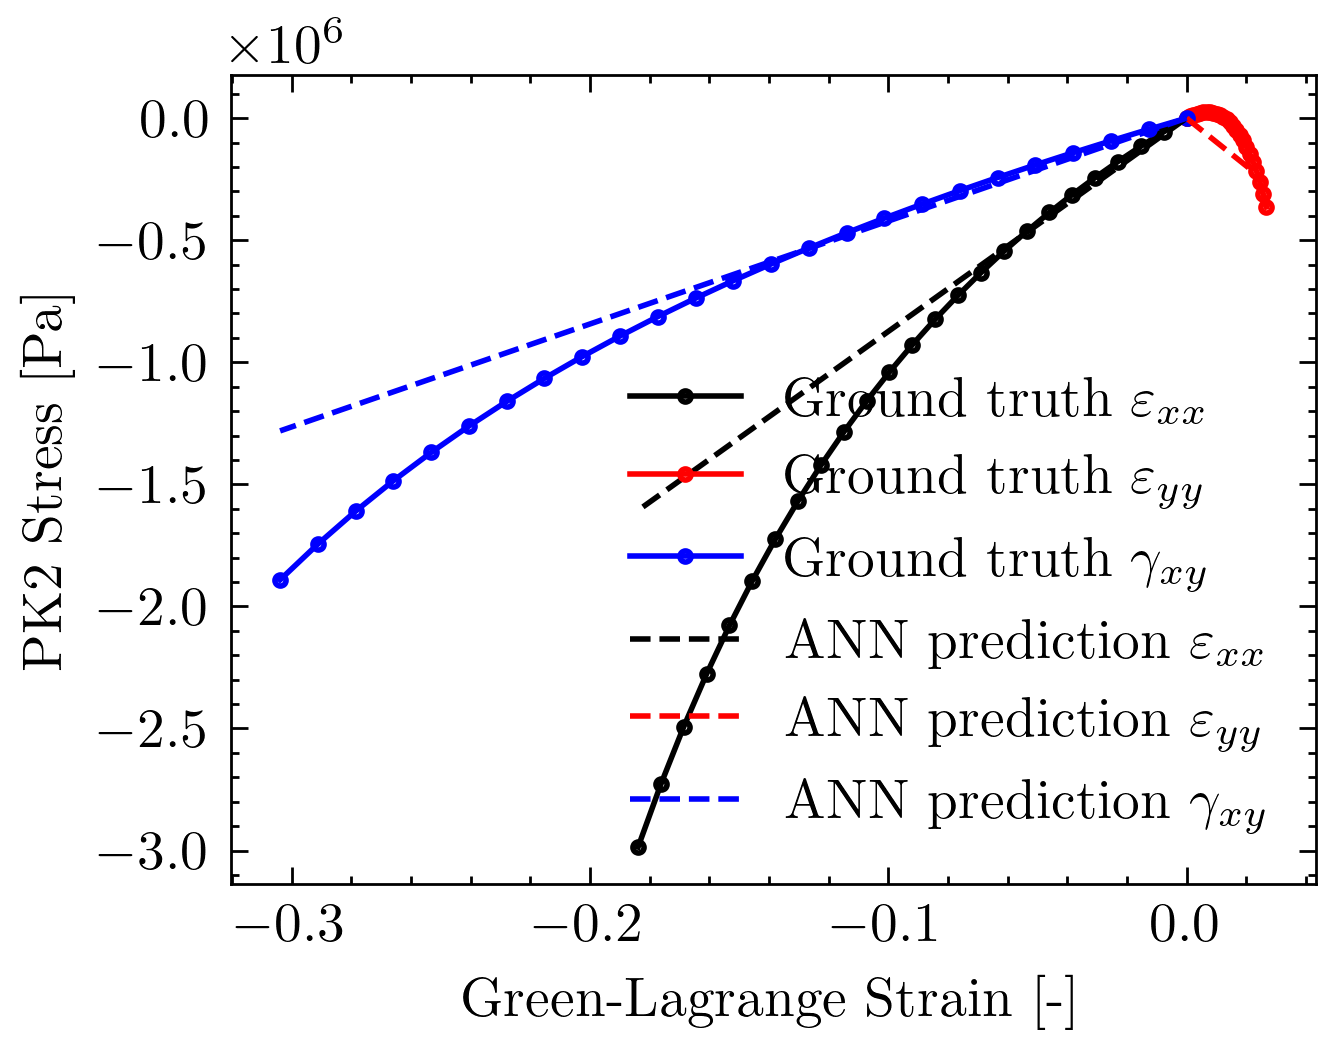 ×10⁶
0.0
−0.5
−1.0
−1.5
−2.0
−2.5
−3.0
PK2 Stress [Pa]
Ground truth εₓₓ
Ground truth ε_yy
Ground truth γ_xy
ANN prediction εₓₓ
ANN prediction ε_yy
ANN prediction γ_xy
−0.3 −0.2 −0.1 0.0
Green-Lagrange Strain [-]